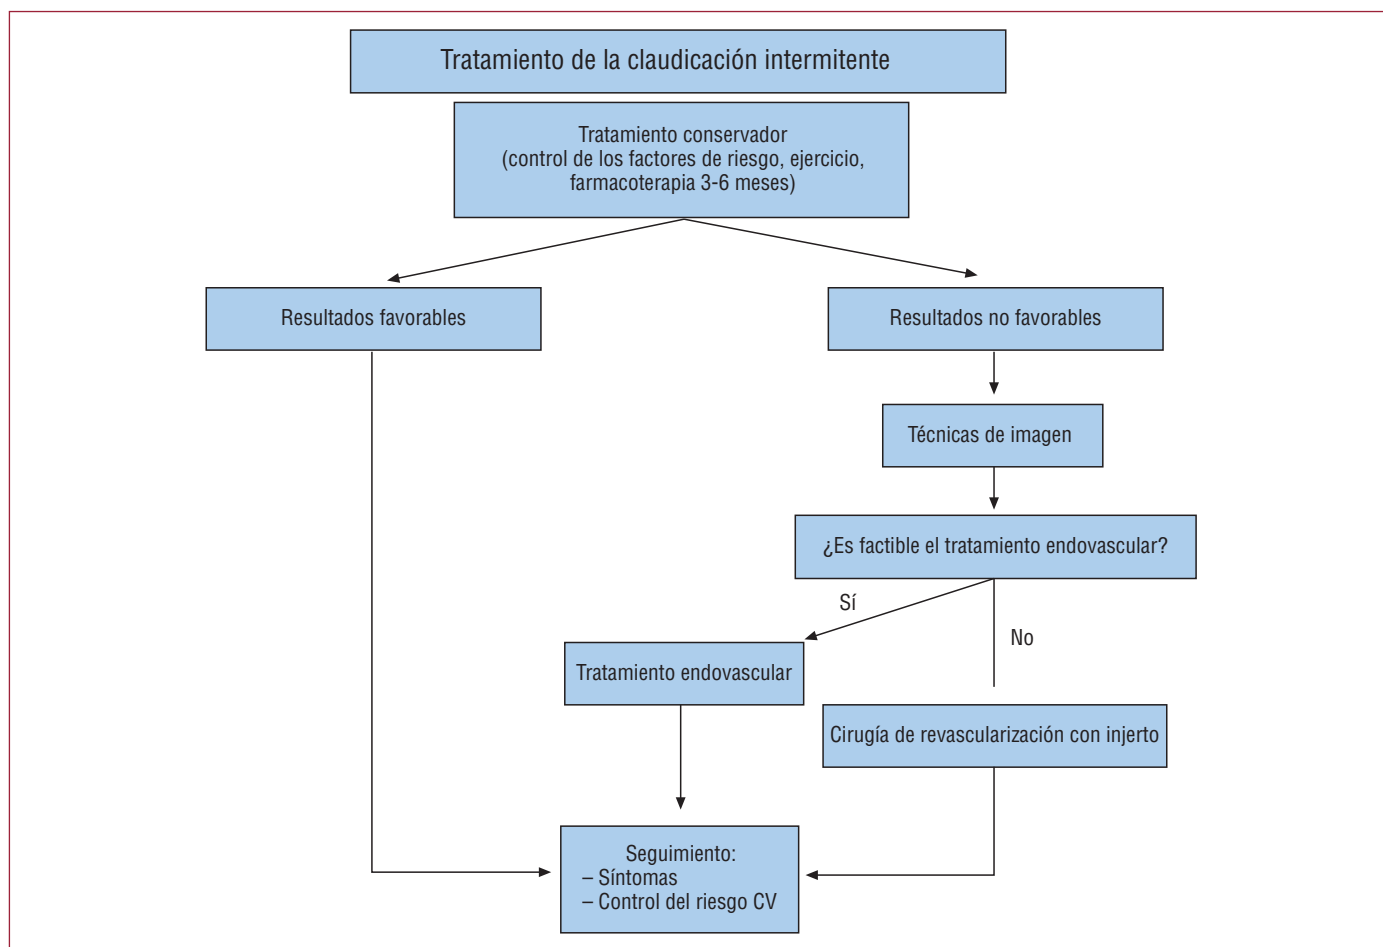 Tratamiento de la claudicación intermitente
Tratamiento conservador
(control de los factores de riesgo, ejercicio,
farmacoterapia 3-6 meses)
Resultados favorables
Resultados no favorables
Técnicas de imagen
¿Es factible el tratamiento endovascular?
Sí
No
Tratamiento endovascular
Cirugía de revascularización con injerto
Seguimiento:
– Síntomas
– Control del riesgo CV